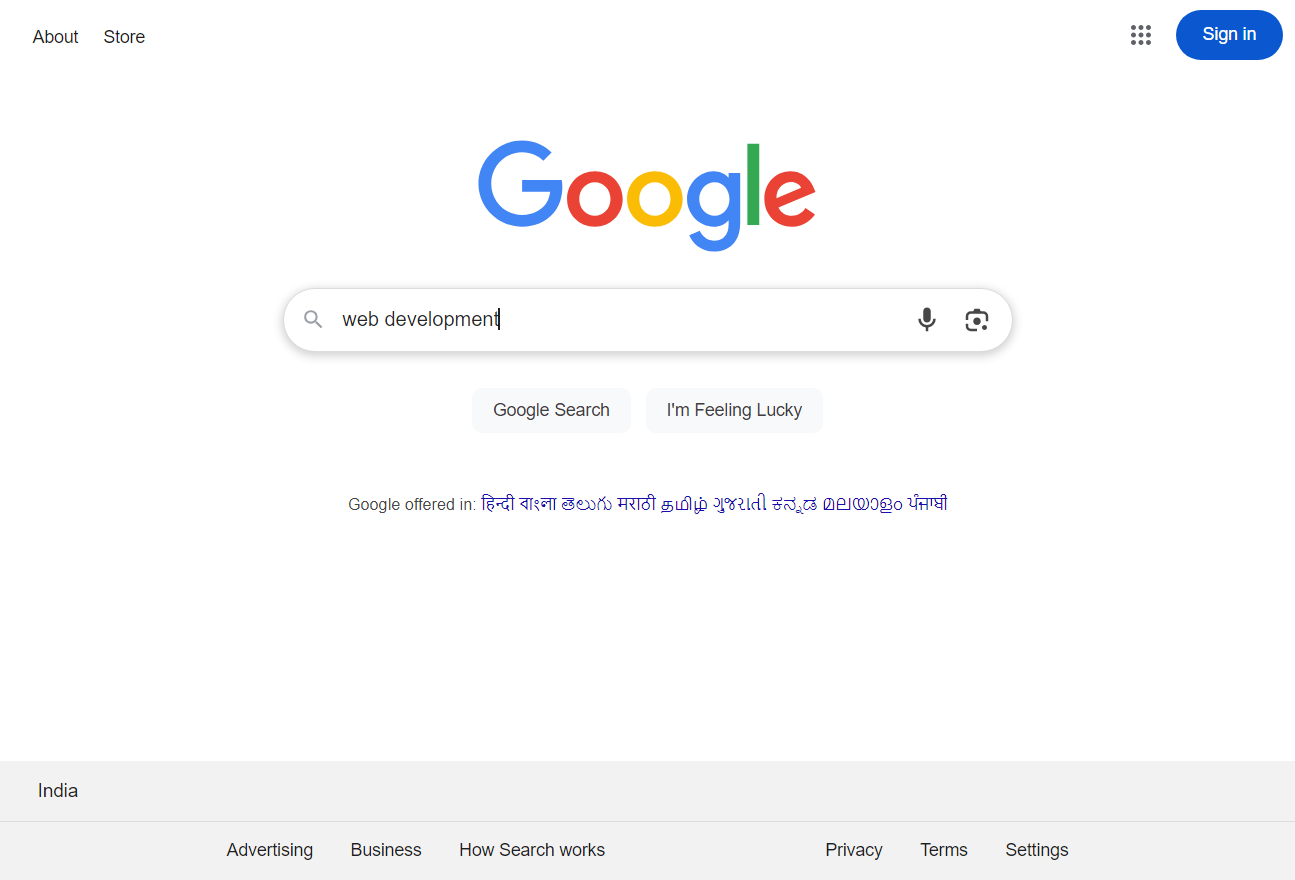 About Store Sign in
Google
web development
Google Search I'm Feeling Lucky
Google offered in: हिन्दी বাংলা తెలుగు मराठी தமிழ் ગુજરાતી ಕನ್ನಡ മലയാളം ਪੰਜਾਬੀ
India
Advertising Business How Search works Privacy Terms Settings